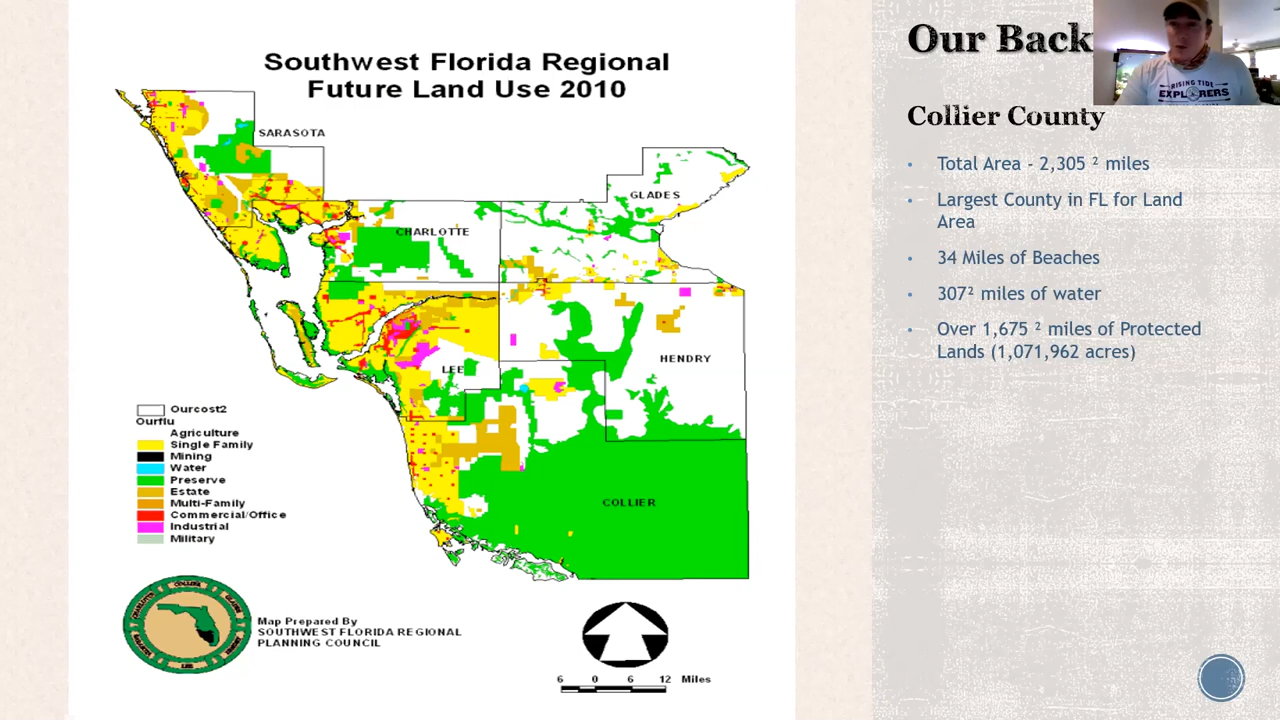 Southwest Florida Regional
Future Land Use 2010
SARASOTA
GLADES
CHARLOTTE
HENDRY
LEE
COLLIER
Ourcost2
Ourflu
Agriculture
Single Family
Mining
Water
Preserve
Estate
Multi-Family
Commercial/Office
Industrial
Military
Map Prepared By
SOUTHWEST FLORIDA REGIONAL
PLANNING COUNCIL
6 0 6 12 Miles
Our Back
Collier County
• Total Area - 2,305 ² miles
• Largest County in FL for Land
Area
• 34 Miles of Beaches
• 307² miles of water
• Over 1,675 ² miles of Protected
Lands (1,071,962 acres)
RISING TIDE
EXPLORERS